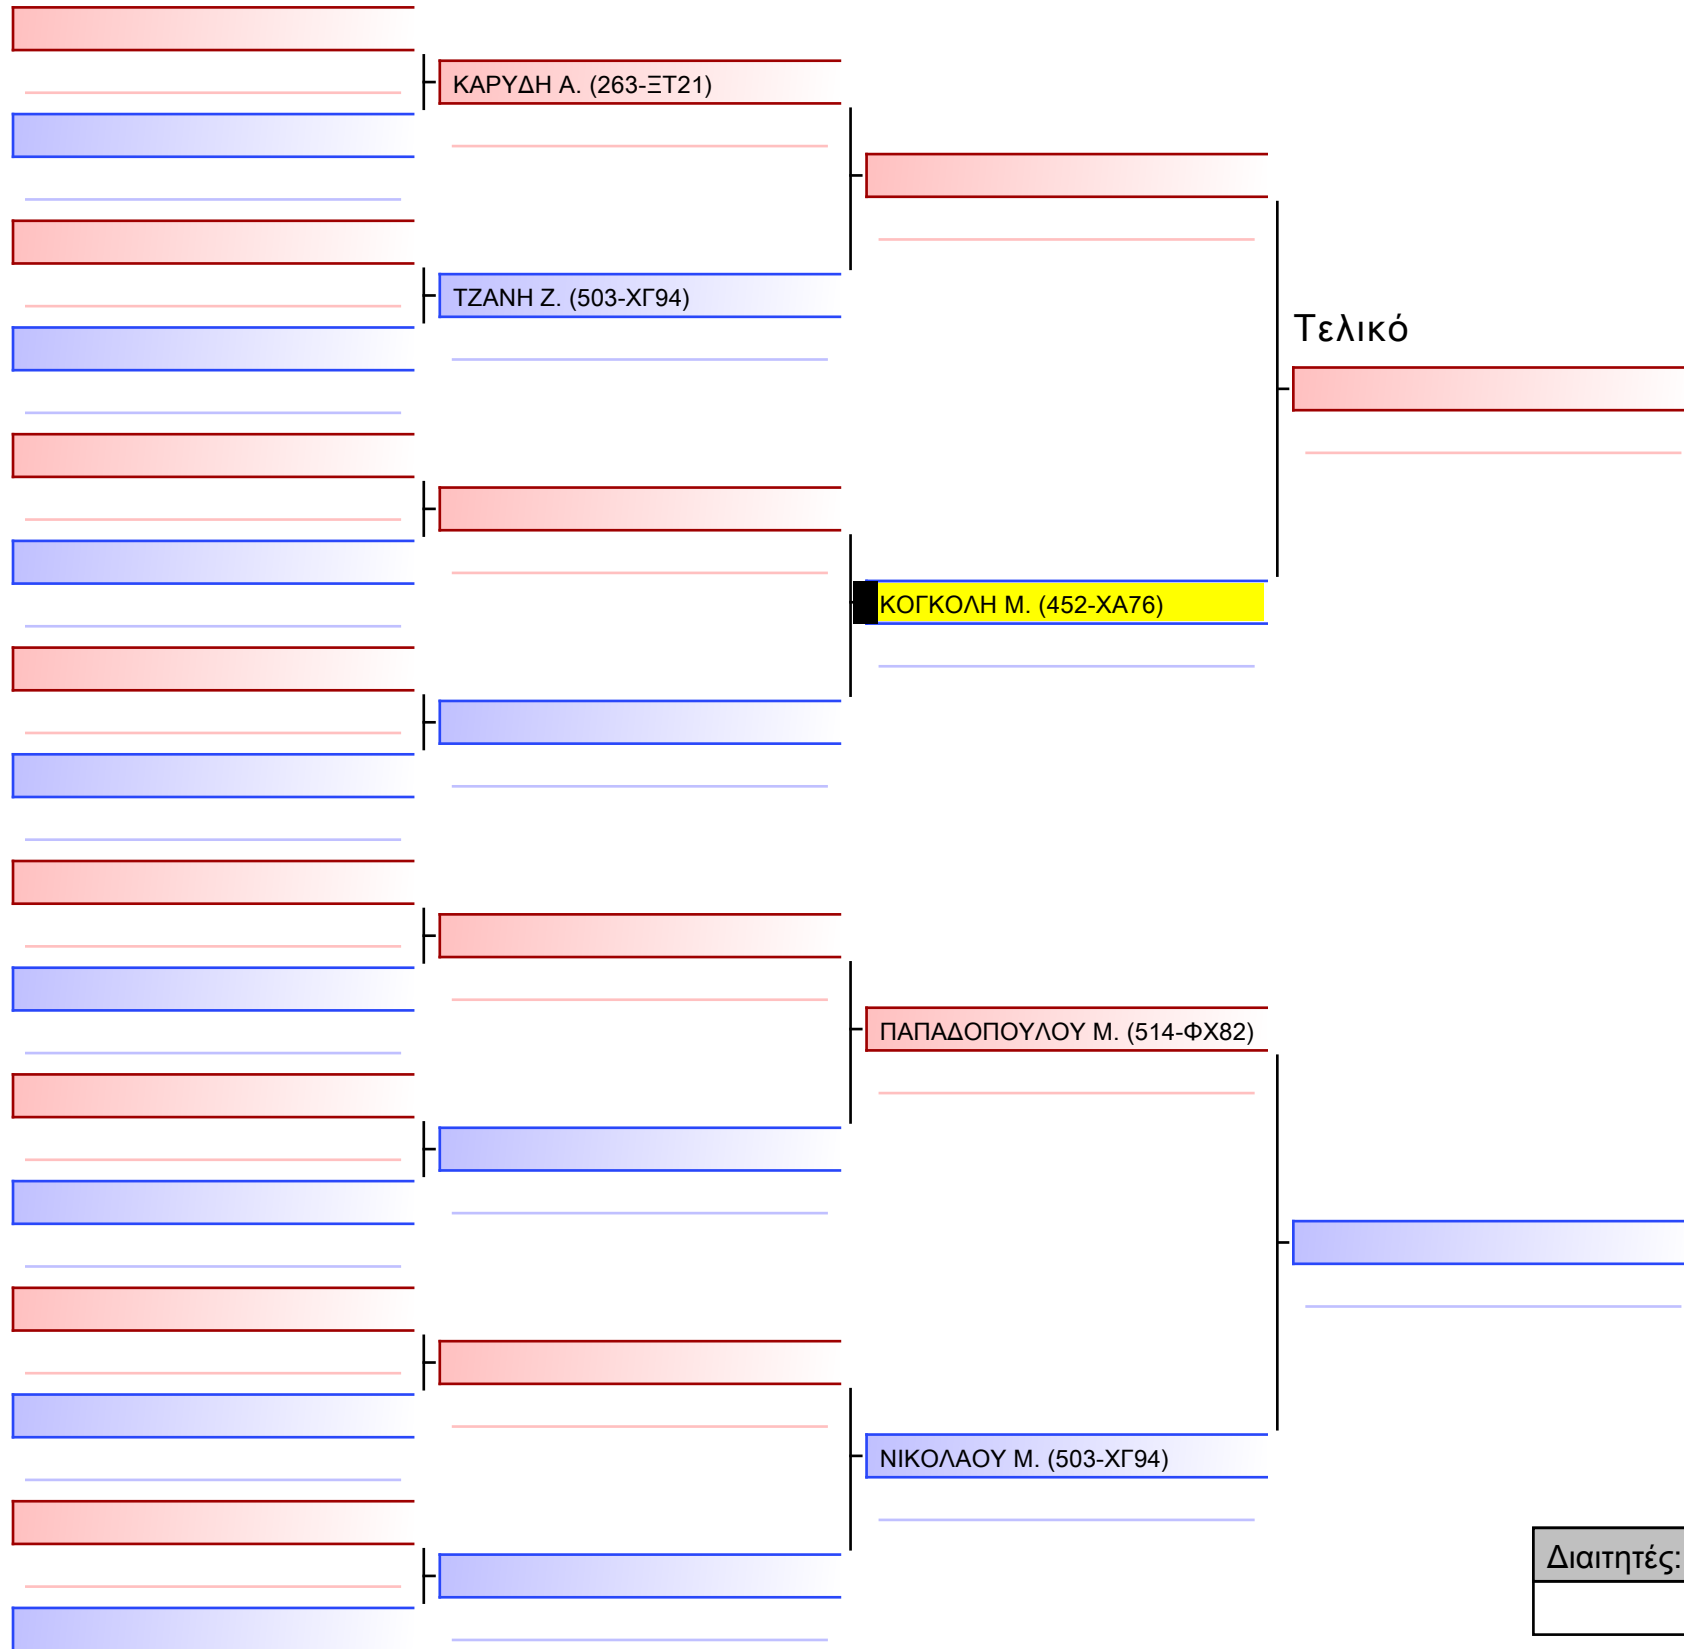 ΚΑΡΥΔΗ Α. (263-ΞΤ21)
ΤΖΑΝΗ Ζ. (503-ΧΓ94)
Τελικό
ΚΟΓΚΟΛΗ Μ. (452-ΧΑ76)
ΠΑΠΑΔΟΠΟΥΛΟΥ Μ. (514-ΦΧ82)
ΝΙΚΟΛΑΟΥ Μ. (503-ΧΓ94)
Διαιτητές: